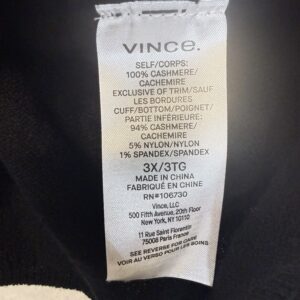 VINCE.
SELF/CORPS:
100% CASHMERE/
CACHEMIRE
EXCLUSIVE OF TRIM/SAUF
LES BORDURES
CUFF/BOTTOM/POIGNET/
PARTIE INFÉRIEURE:
94% CASHMERE/
CACHEMIRE
5% NYLON/NYLON
1% SPANDEX/SPANDEX
3X/3TG
MADE IN CHINA
FABRIQUÉ EN CHINE
RN#106730
Vince, LLC
500 Fifth Avenue, 20th Floor
New York, NY 10110
11 Rue Saint Florentin
75008 Paris France
SEE REVERSE FOR CARE
VOIR AU VERSO POUR LES SOINS